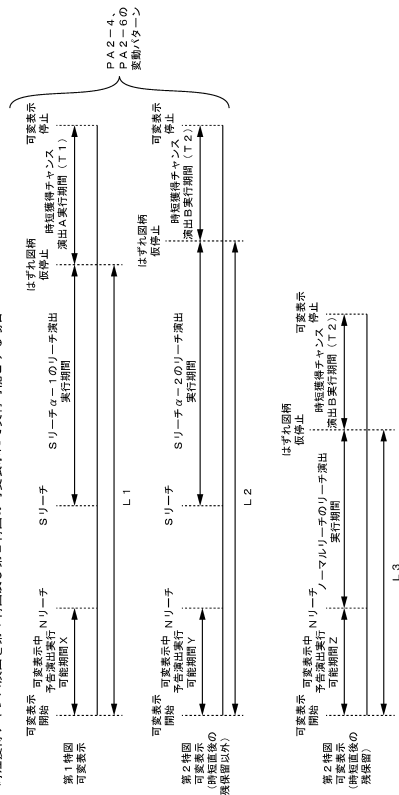 可変表示
開始
可変表示中
予告演出実行
可能期間X
Nリーチ
Sリーチ
Sリーチα-1のリーチ演出
実行期間
はずれ図柄
仮停止
時短獲得チャンス
演出A実行期間(T1)
可変表示
停止
第1特図
可変表示
L1
PA2-4、
PA2-6の
変動パターン
可変表示
開始
可変表示中
予告演出実行
可能期間Y
Nリーチ
Sリーチ
Sリーチα-2のリーチ演出
実行期間
はずれ図柄
仮停止
時短獲得チャンス
演出B実行期間(T2)
可変表示
停止
第2特図
可変表示
(時短直後の
残保留以外)
L2
可変表示
開始
可変表示中
予告演出実行
可能期間Z
Nリーチ
ノーマルリーチのリーチ演出
実行期間
はずれ図柄
仮停止
時短獲得チャンス
演出B実行期間(T2)
可変表示
停止
第2特図
可変表示
(時短直後の
残保留)
L3